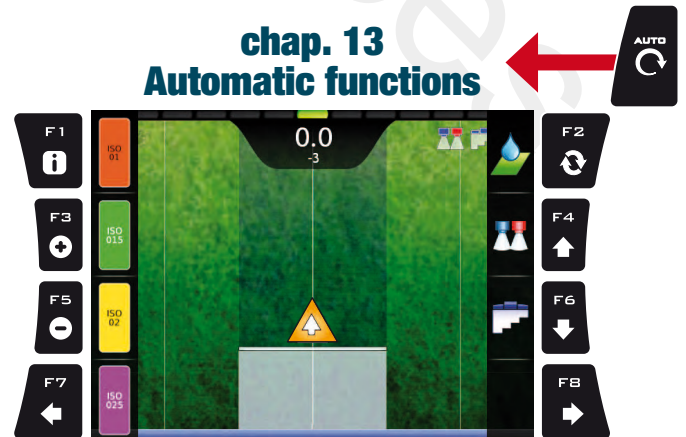 chap. 13
Automatic functions
AUTO
F1
F2
ISO
01
0.0
-3
F3
F4
ISO
015
F5
F6
ISO
02
F7
F8
ISO
025